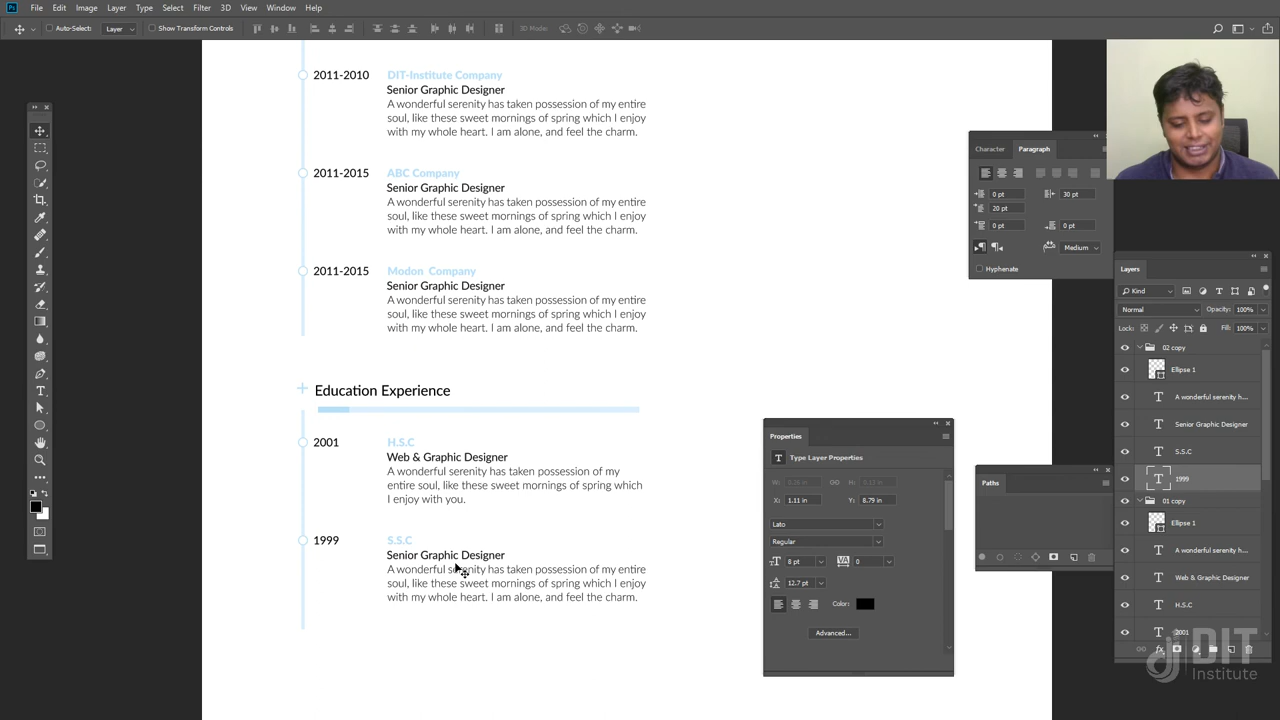 Ps File Edit Image Layer Type Select Filter 3D View Window Help
Auto-Select: Layer Show Transform Controls 3D Mode:
2011-2010 DIT-Institute Company
Senior Graphic Designer
A wonderful serenity has taken possession of my entire
soul, like these sweet mornings of spring which I enjoy
with my whole heart. I am alone, and feel the charm.
2011-2015 ABC Company
Senior Graphic Designer
A wonderful serenity has taken possession of my entire
soul, like these sweet mornings of spring which I enjoy
with my whole heart. I am alone, and feel the charm.
2011-2015 Modon Company
Senior Graphic Designer
A wonderful serenity has taken possession of my entire
soul, like these sweet mornings of spring which I enjoy
with my whole heart. I am alone, and feel the charm.
Education Experience
2001 H.S.C
Web & Graphic Designer
A wonderful serenity has taken possession of my
entire soul, like these sweet mornings of spring which
I enjoy with you.
1999 S.S.C
Senior Graphic Designer
A wonderful serenity has taken possession of my entire
soul, like these sweet mornings of spring which I enjoy
with my whole heart. I am alone, and feel the charm.
Properties
Type Layer Properties
W: 0.26 in H: 0.13 in
X: 1.11 in Y: 8.79 in
Lato
Regular
8 pt 0
12.7 pt
Color:
Advanced...
Character Paragraph
0 pt 30 pt
20 pt
0 pt 0 pt
Medium
Hyphenate
Paths
Layers
Kind
Normal Opacity: 100%
Lock: Fill: 100%
02 copy
Ellipse 1
A wonderful serenity h...
Senior Graphic Designer
S.S.C
1999
01 copy
Ellipse 1
A wonderful serenity h...
Web & Graphic Designer
H.S.C
2001
fx
DIT
Institute